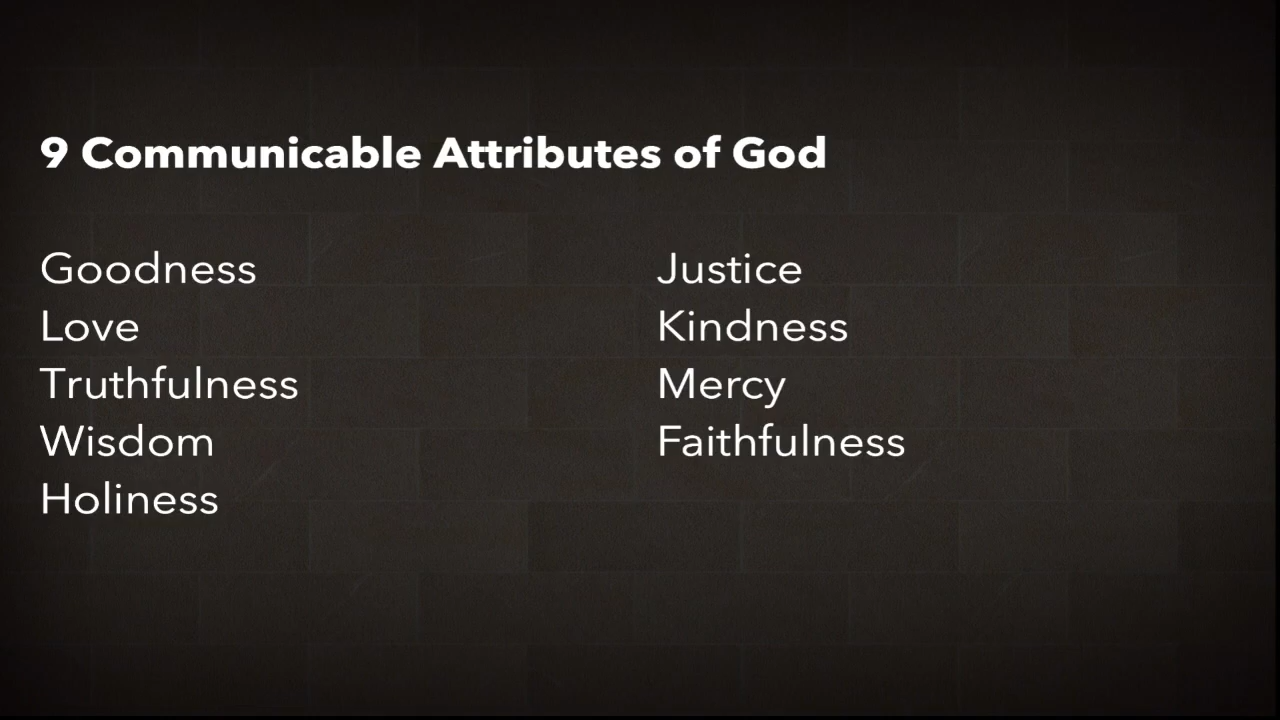 9 Communicable Attributes of God
Goodness
Love
Truthfulness
Wisdom
Holiness
Justice
Kindness
Mercy
Faithfulness